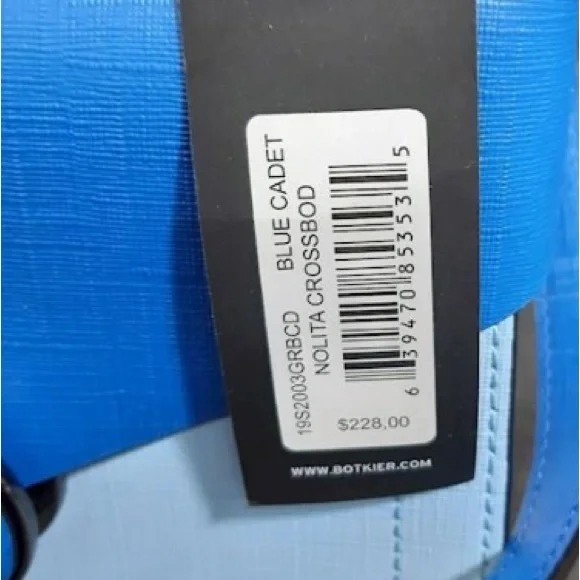 19S2003GRBCD BLUE CADET
NOLITA CROSSBOD
6 39470 85353 5
$228.00
WWW.BOTKIER.COM